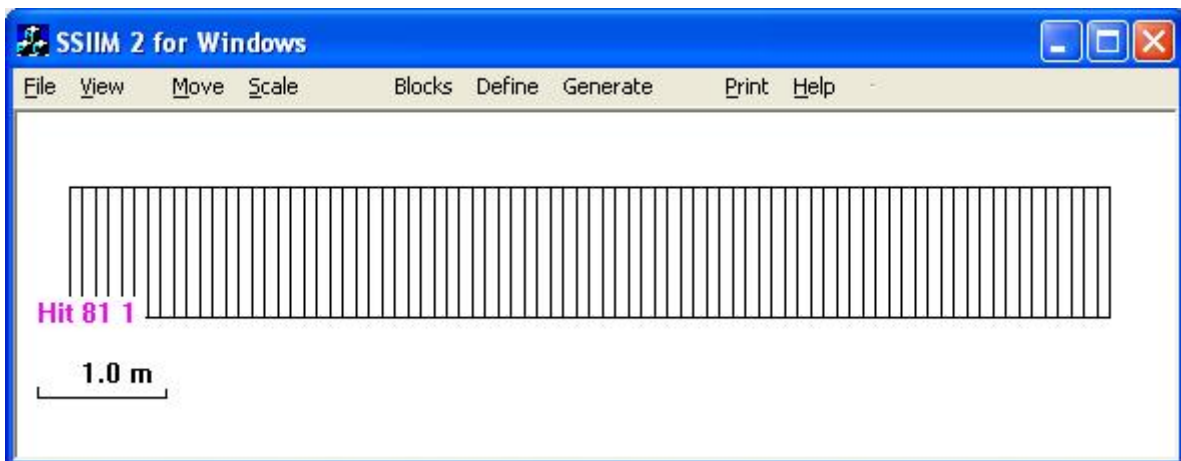 SSIIM 2 for Windows
File View Move Scale Blocks Define Generate Print Help
Hit 81 1
1.0 m